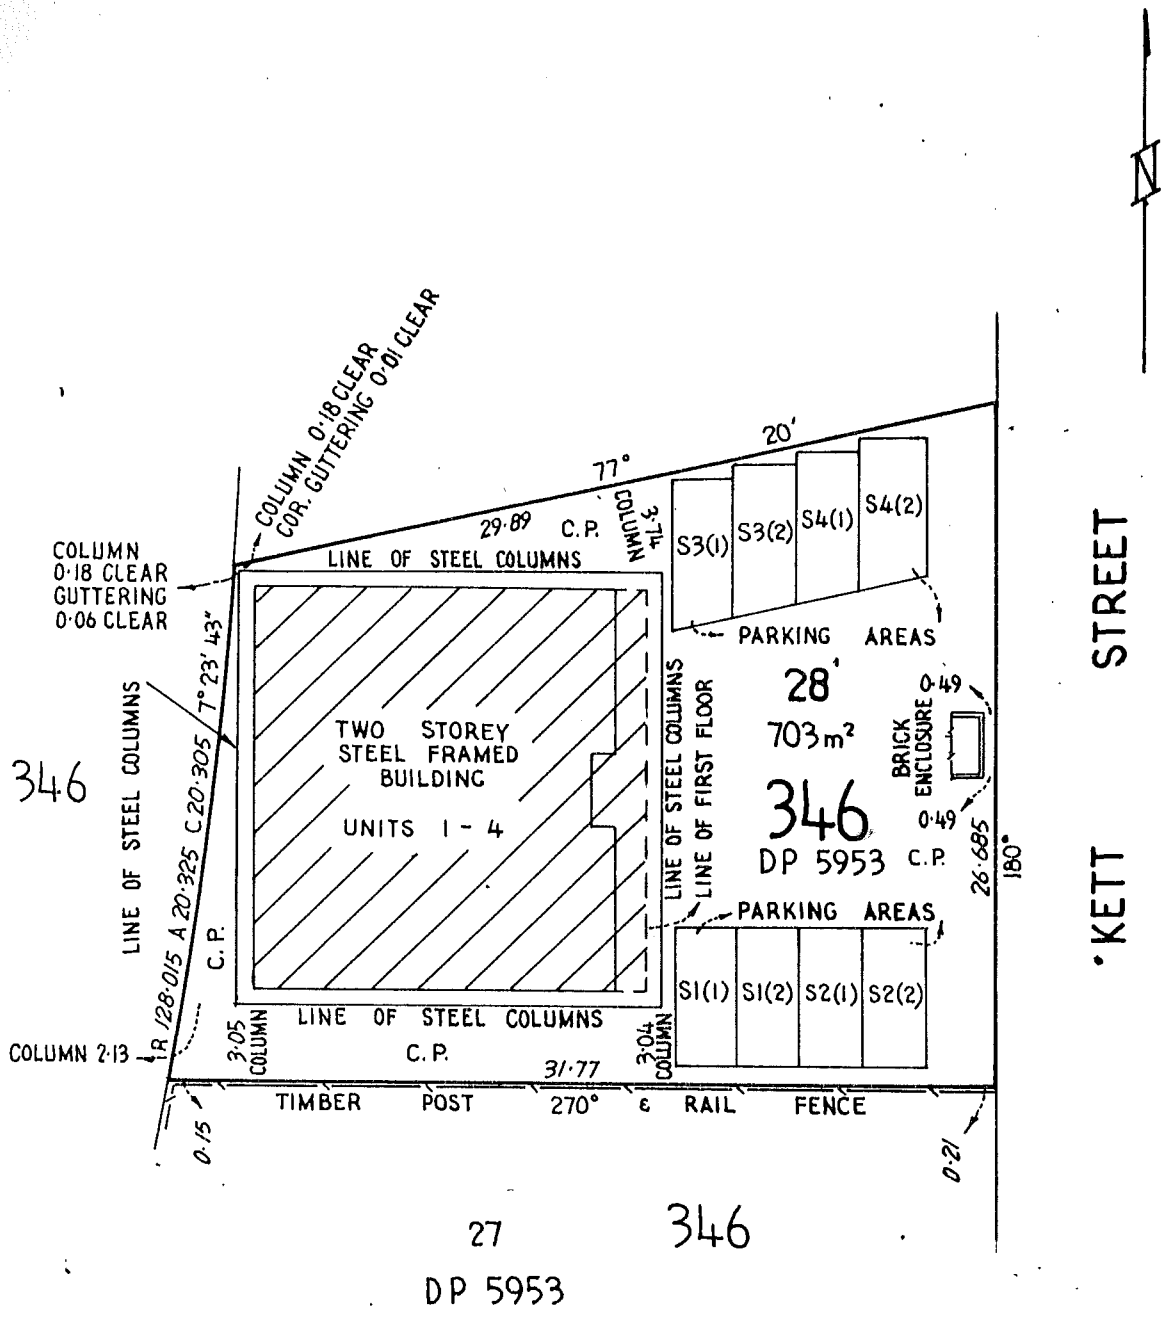 N
COLUMN 0·18 CLEAR
COR. GUTTERING 0·01 CLEAR
77° 20'
29·89
C.P.
COLUMN
3·74
COLUMN
0·18 CLEAR
GUTTERING
0·06 CLEAR
LINE OF STEEL COLUMNS
S3(1)
S3(2)
S4(1)
S4(2)
PARKING AREAS
LINE OF STEEL COLUMNS
R 128·015 A 20·325 C 20·305 7° 23' 43"
346
C.P.
TWO STOREY
STEEL FRAMED
BUILDING
UNITS 1 - 4
LINE OF STEEL COLUMNS
LINE OF FIRST FLOOR
28'
703m²
346
DP 5953
C.P.
0·49
BRICK
ENCLOSURE
0·49
26·685
180°
KETT STREET
PARKING AREAS
S1(1)
S1(2)
S2(1)
S2(2)
LINE OF STEEL COLUMNS
3·05
COLUMN
C.P.
3·04
COLUMN
COLUMN 2·13
31·77
TIMBER POST 270° & RAIL FENCE
0·15
0·21
27
346
DP 5953